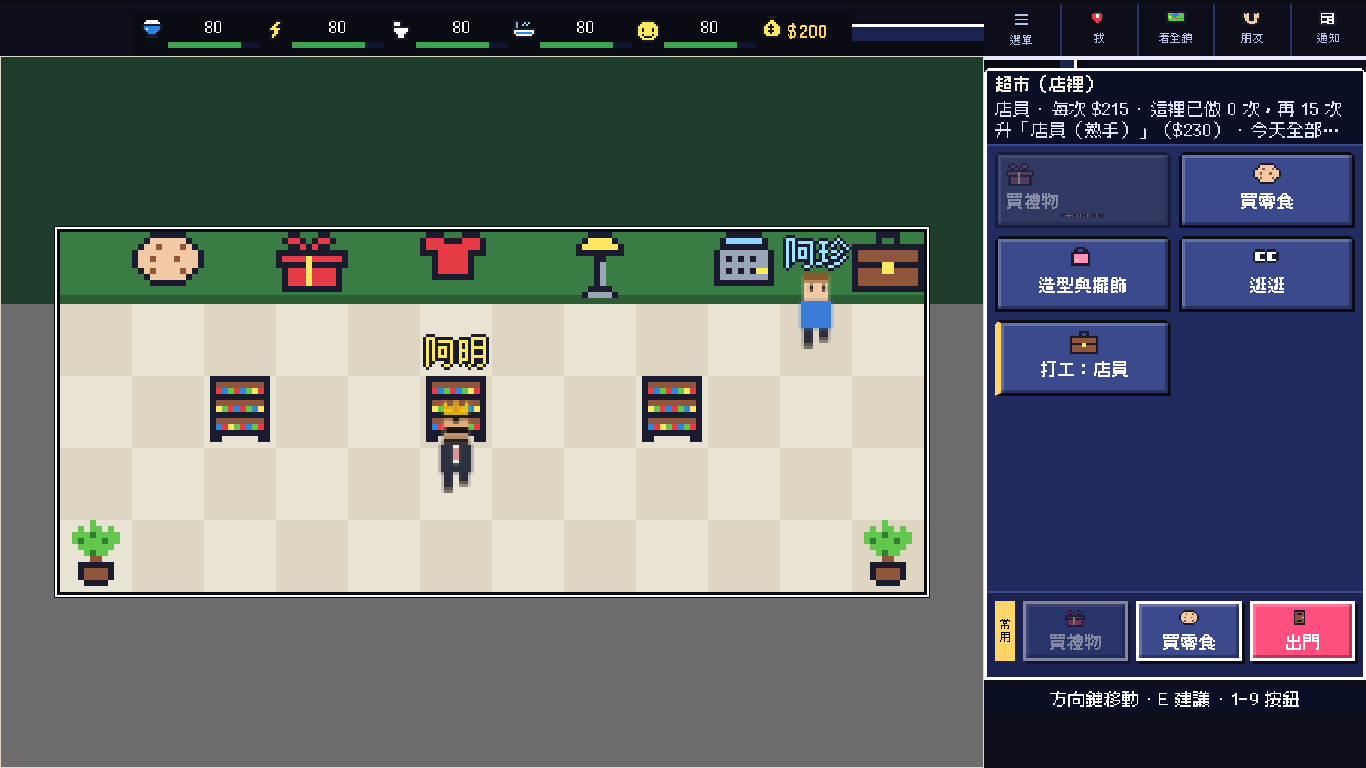 80 80 80 80 80 $200
選單 我 看全鎮 朋友 通知
超市（店裡）
店員 · 每次 $215 · 這裡已做 0 次，再 15 次
升「店員（熟手）」（$230） · 今天全部…
買禮物
買零食
造型與擺飾
逛逛
打工：店員
阿珍
阿明
常用
買禮物
買零食
出門
方向鍵移動 · E 建議 · 1-9 按鈕